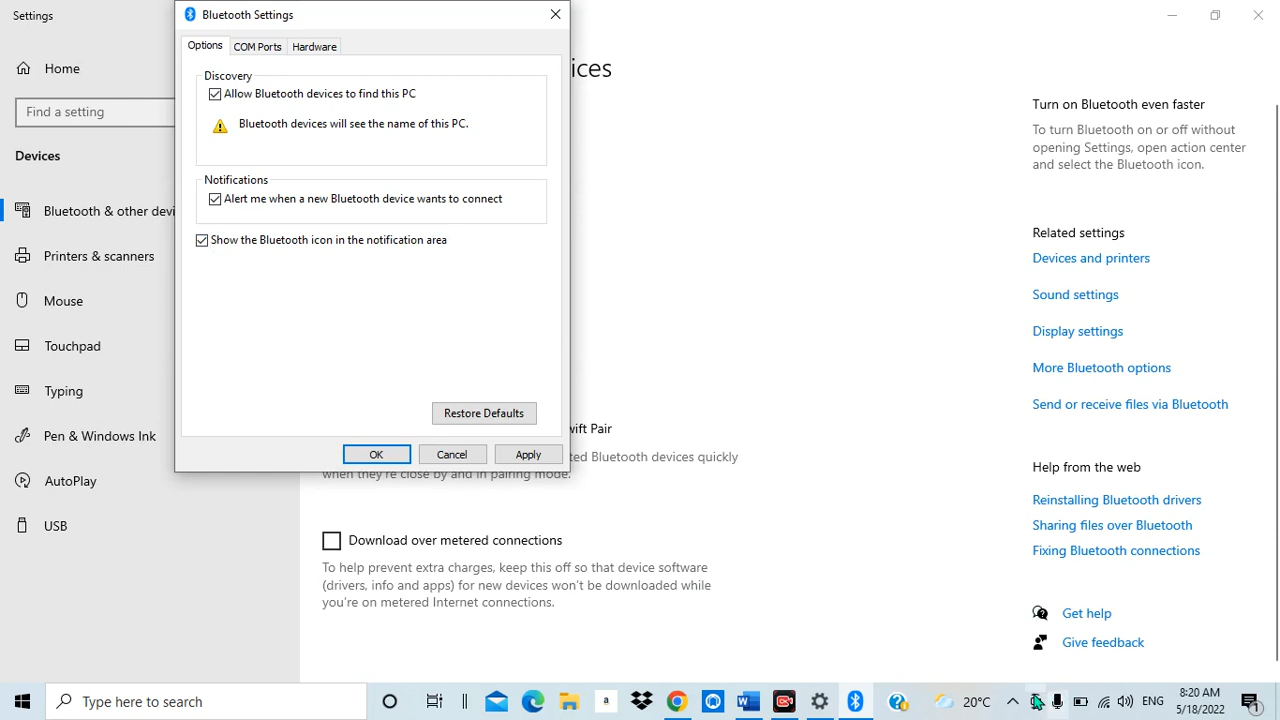 Settings
Bluetooth Settings
Options
COM Ports
Hardware
Discovery
Allow Bluetooth devices to find this PC
Bluetooth devices will see the name of this PC.
Notifications
Alert me when a new Bluetooth device wants to connect
Show the Bluetooth icon in the notification area
Restore Defaults
OK
Cancel
Apply
Home
Find a setting
Devices
Bluetooth & other devi
Printers & scanners
Mouse
Touchpad
Typing
Pen & Windows Ink
AutoPlay
USB
ices
wift Pair
ted Bluetooth devices quickly
when they're close by and in pairing mode.
Download over metered connections
To help prevent extra charges, keep this off so that device software
(drivers, info and apps) for new devices won't be downloaded while
you're on metered Internet connections.
Turn on Bluetooth even faster
To turn Bluetooth on or off without
opening Settings, open action center
and select the Bluetooth icon.
Related settings
Devices and printers
Sound settings
Display settings
More Bluetooth options
Send or receive files via Bluetooth
Help from the web
Reinstalling Bluetooth drivers
Sharing files over Bluetooth
Fixing Bluetooth connections
Get help
Give feedback
Type here to search
20°C
ENG
8:20 AM
5/18/2022
1